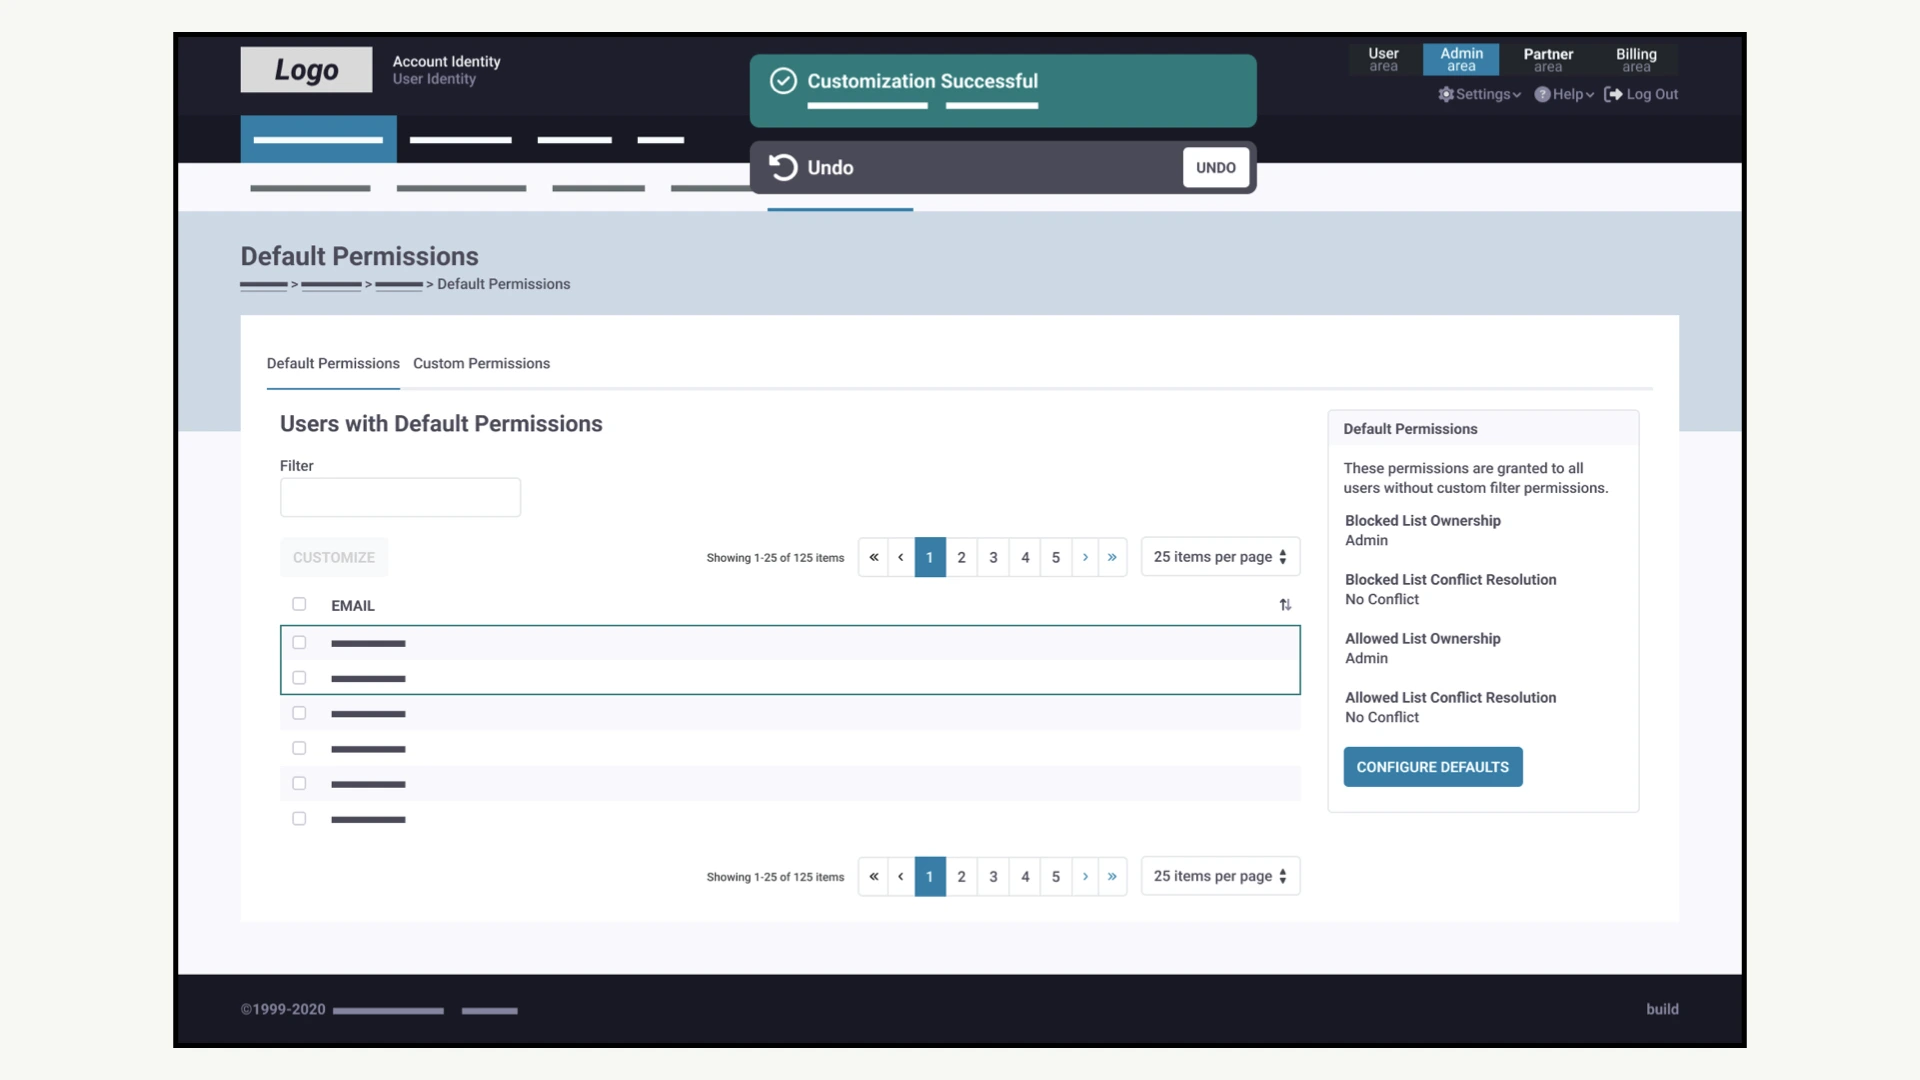 Logo
Account Identity
User Identity
Customization Successful
User area
Admin area
Partner area
Billing area
Settings
Help
Log Out
Undo
UNDO
Default Permissions
> > > Default Permissions
Default Permissions
Custom Permissions
Users with Default Permissions
Filter
CUSTOMIZE
Showing 1-25 of 125 items
« ‹ 1 2 3 4 5 › »
25 items per page
EMAIL
Default Permissions
These permissions are granted to all
users without custom filter permissions.
Blocked List Ownership
Admin
Blocked List Conflict Resolution
No Conflict
Allowed List Ownership
Admin
Allowed List Conflict Resolution
No Conflict
CONFIGURE DEFAULTS
Showing 1-25 of 125 items
« ‹ 1 2 3 4 5 › »
25 items per page
©1999-2020
build